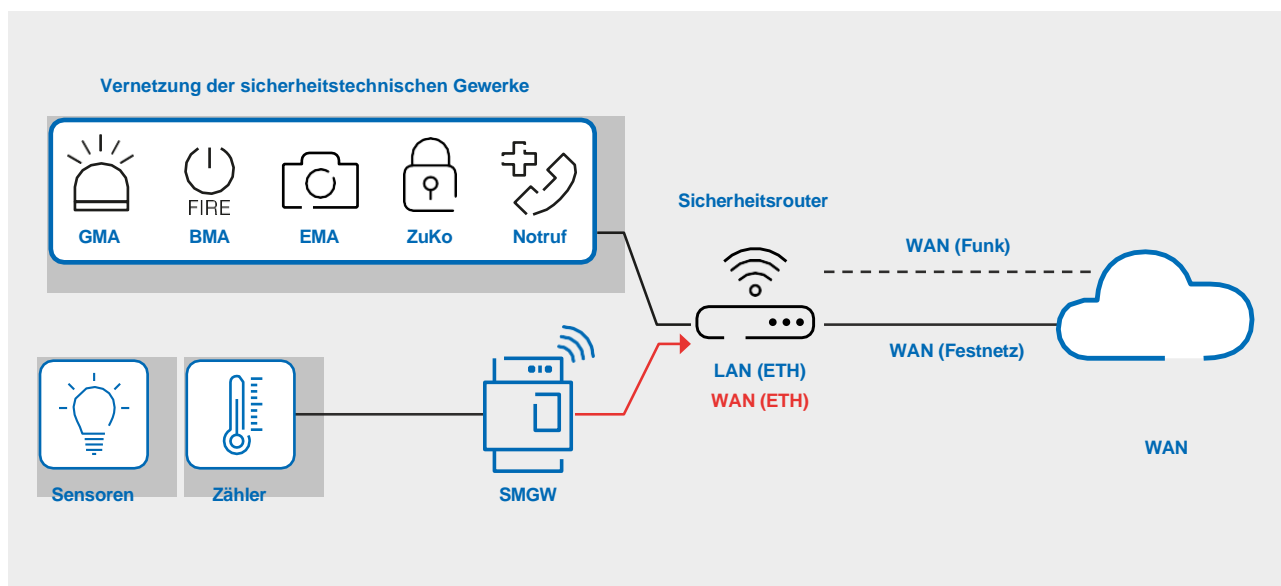 Vernetzung der sicherheitstechnischen Gewerke
FIRE
GMA
BMA
EMA
ZuKo
Notruf
Sicherheitsrouter
WAN (Funk)
WAN (Festnetz)
LAN (ETH)
WAN (ETH)
WAN
Sensoren
Zähler
SMGW